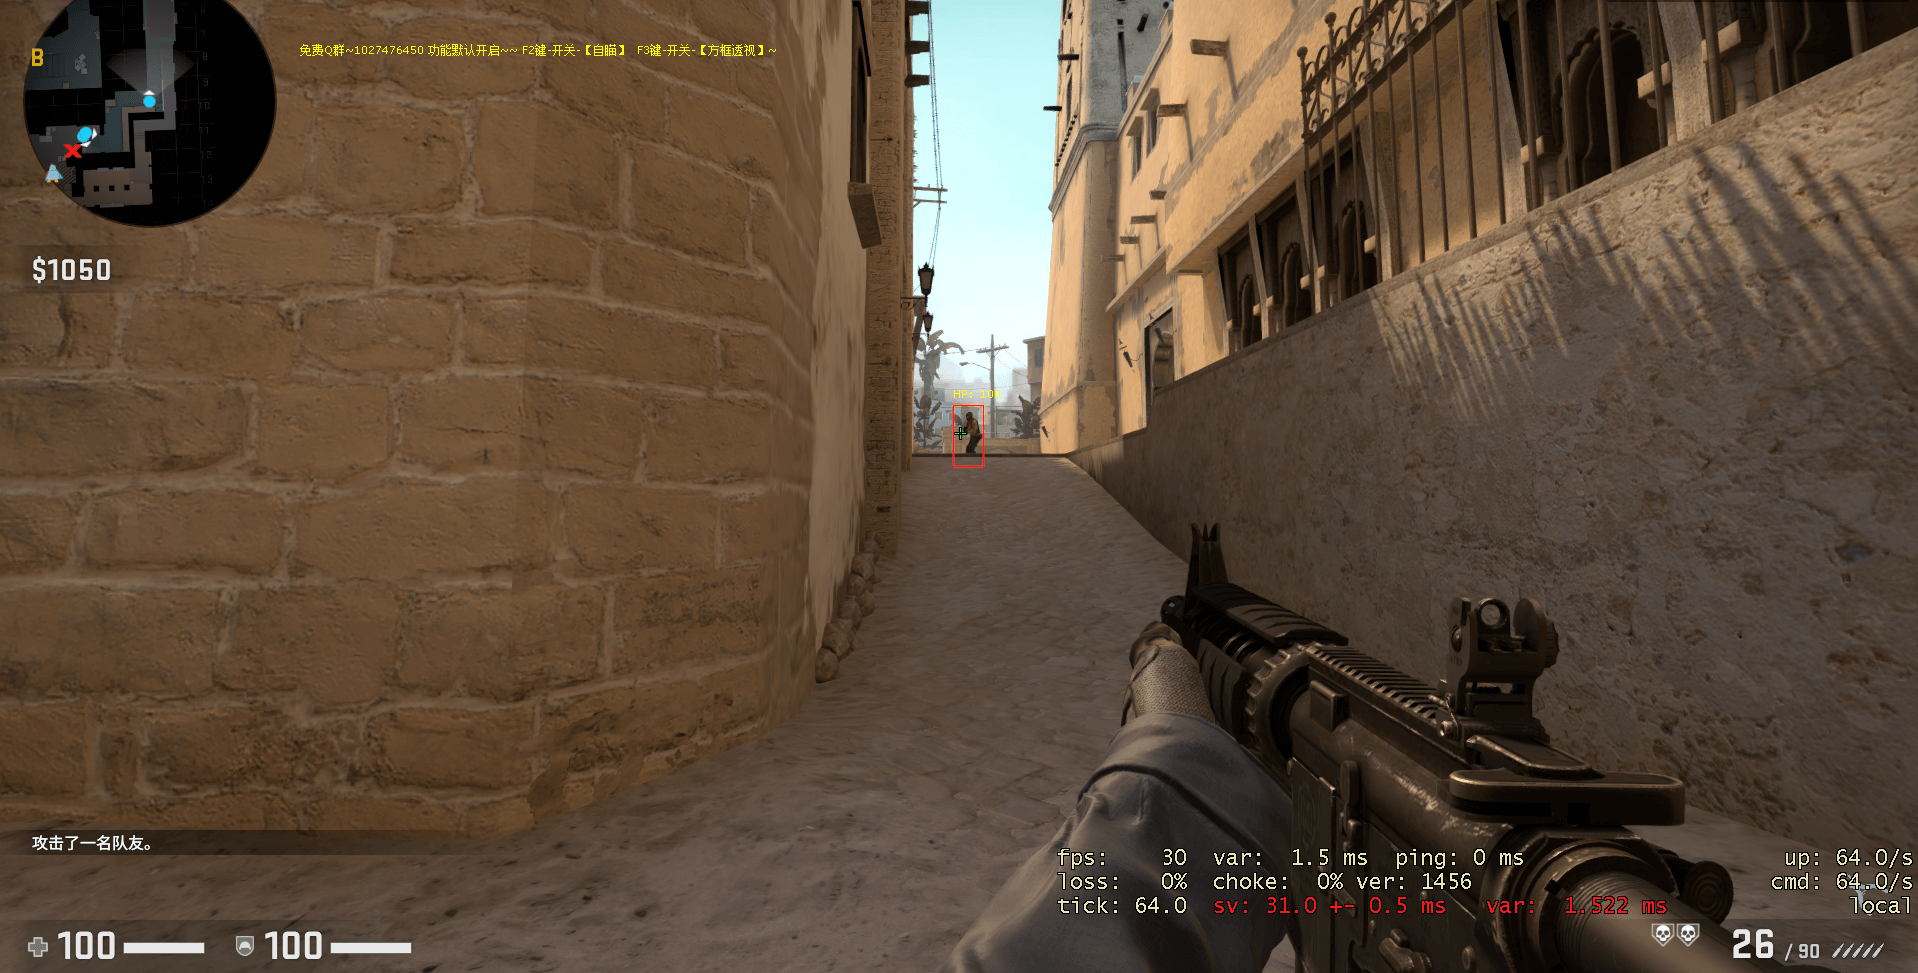 B
免费Q群~1027476450 功能默认开启~~ F2键-开关-【自瞄】 F3键-开关-【方框透视】~
$1050
HP: 10
攻击了一名队友。
fps: 30 var: 1.5 ms ping: 0 ms up: 64.0/s
loss: 0% choke: 0% ver: 1456 cmd: 64.0/s
tick: 64.0 sv: 31.0 +- 0.5 ms var: 1.522 ms local
100 100 26 / 90